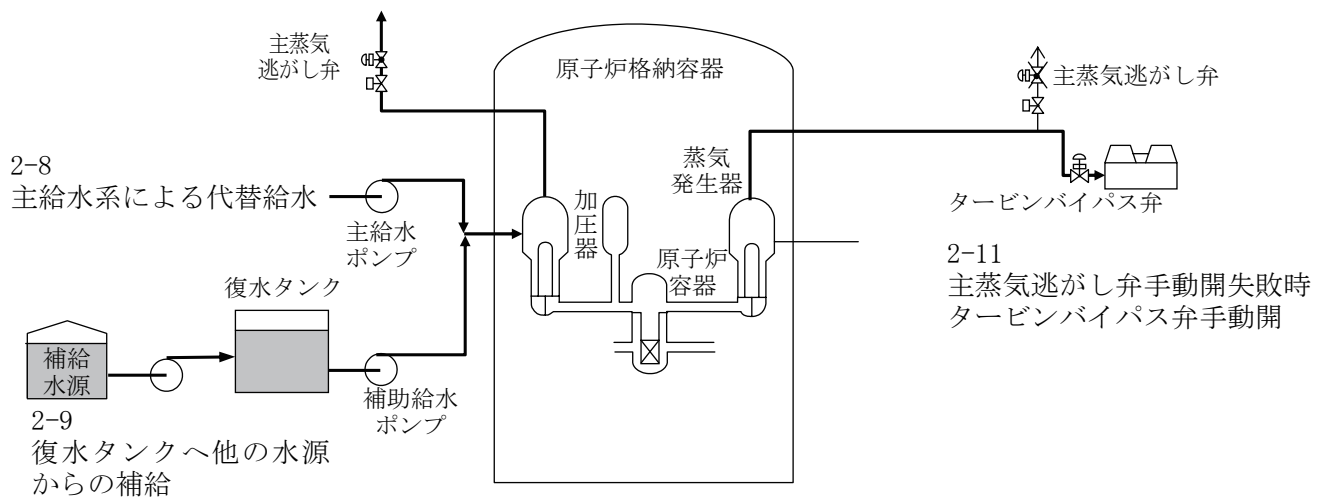 主蒸気
逃がし弁
原子炉格納容器
主蒸気逃がし弁
2-8
主給水系による代替給水
蒸気
発生器
タービンバイパス弁
加圧器
主給水
ポンプ
原子炉
容器
2-11
主蒸気逃がし弁手動開失敗時
タービンバイパス弁手動開
復水タンク
補給
水源
補助給水
ポンプ
2-9
復水タンクへ他の水源
からの補給